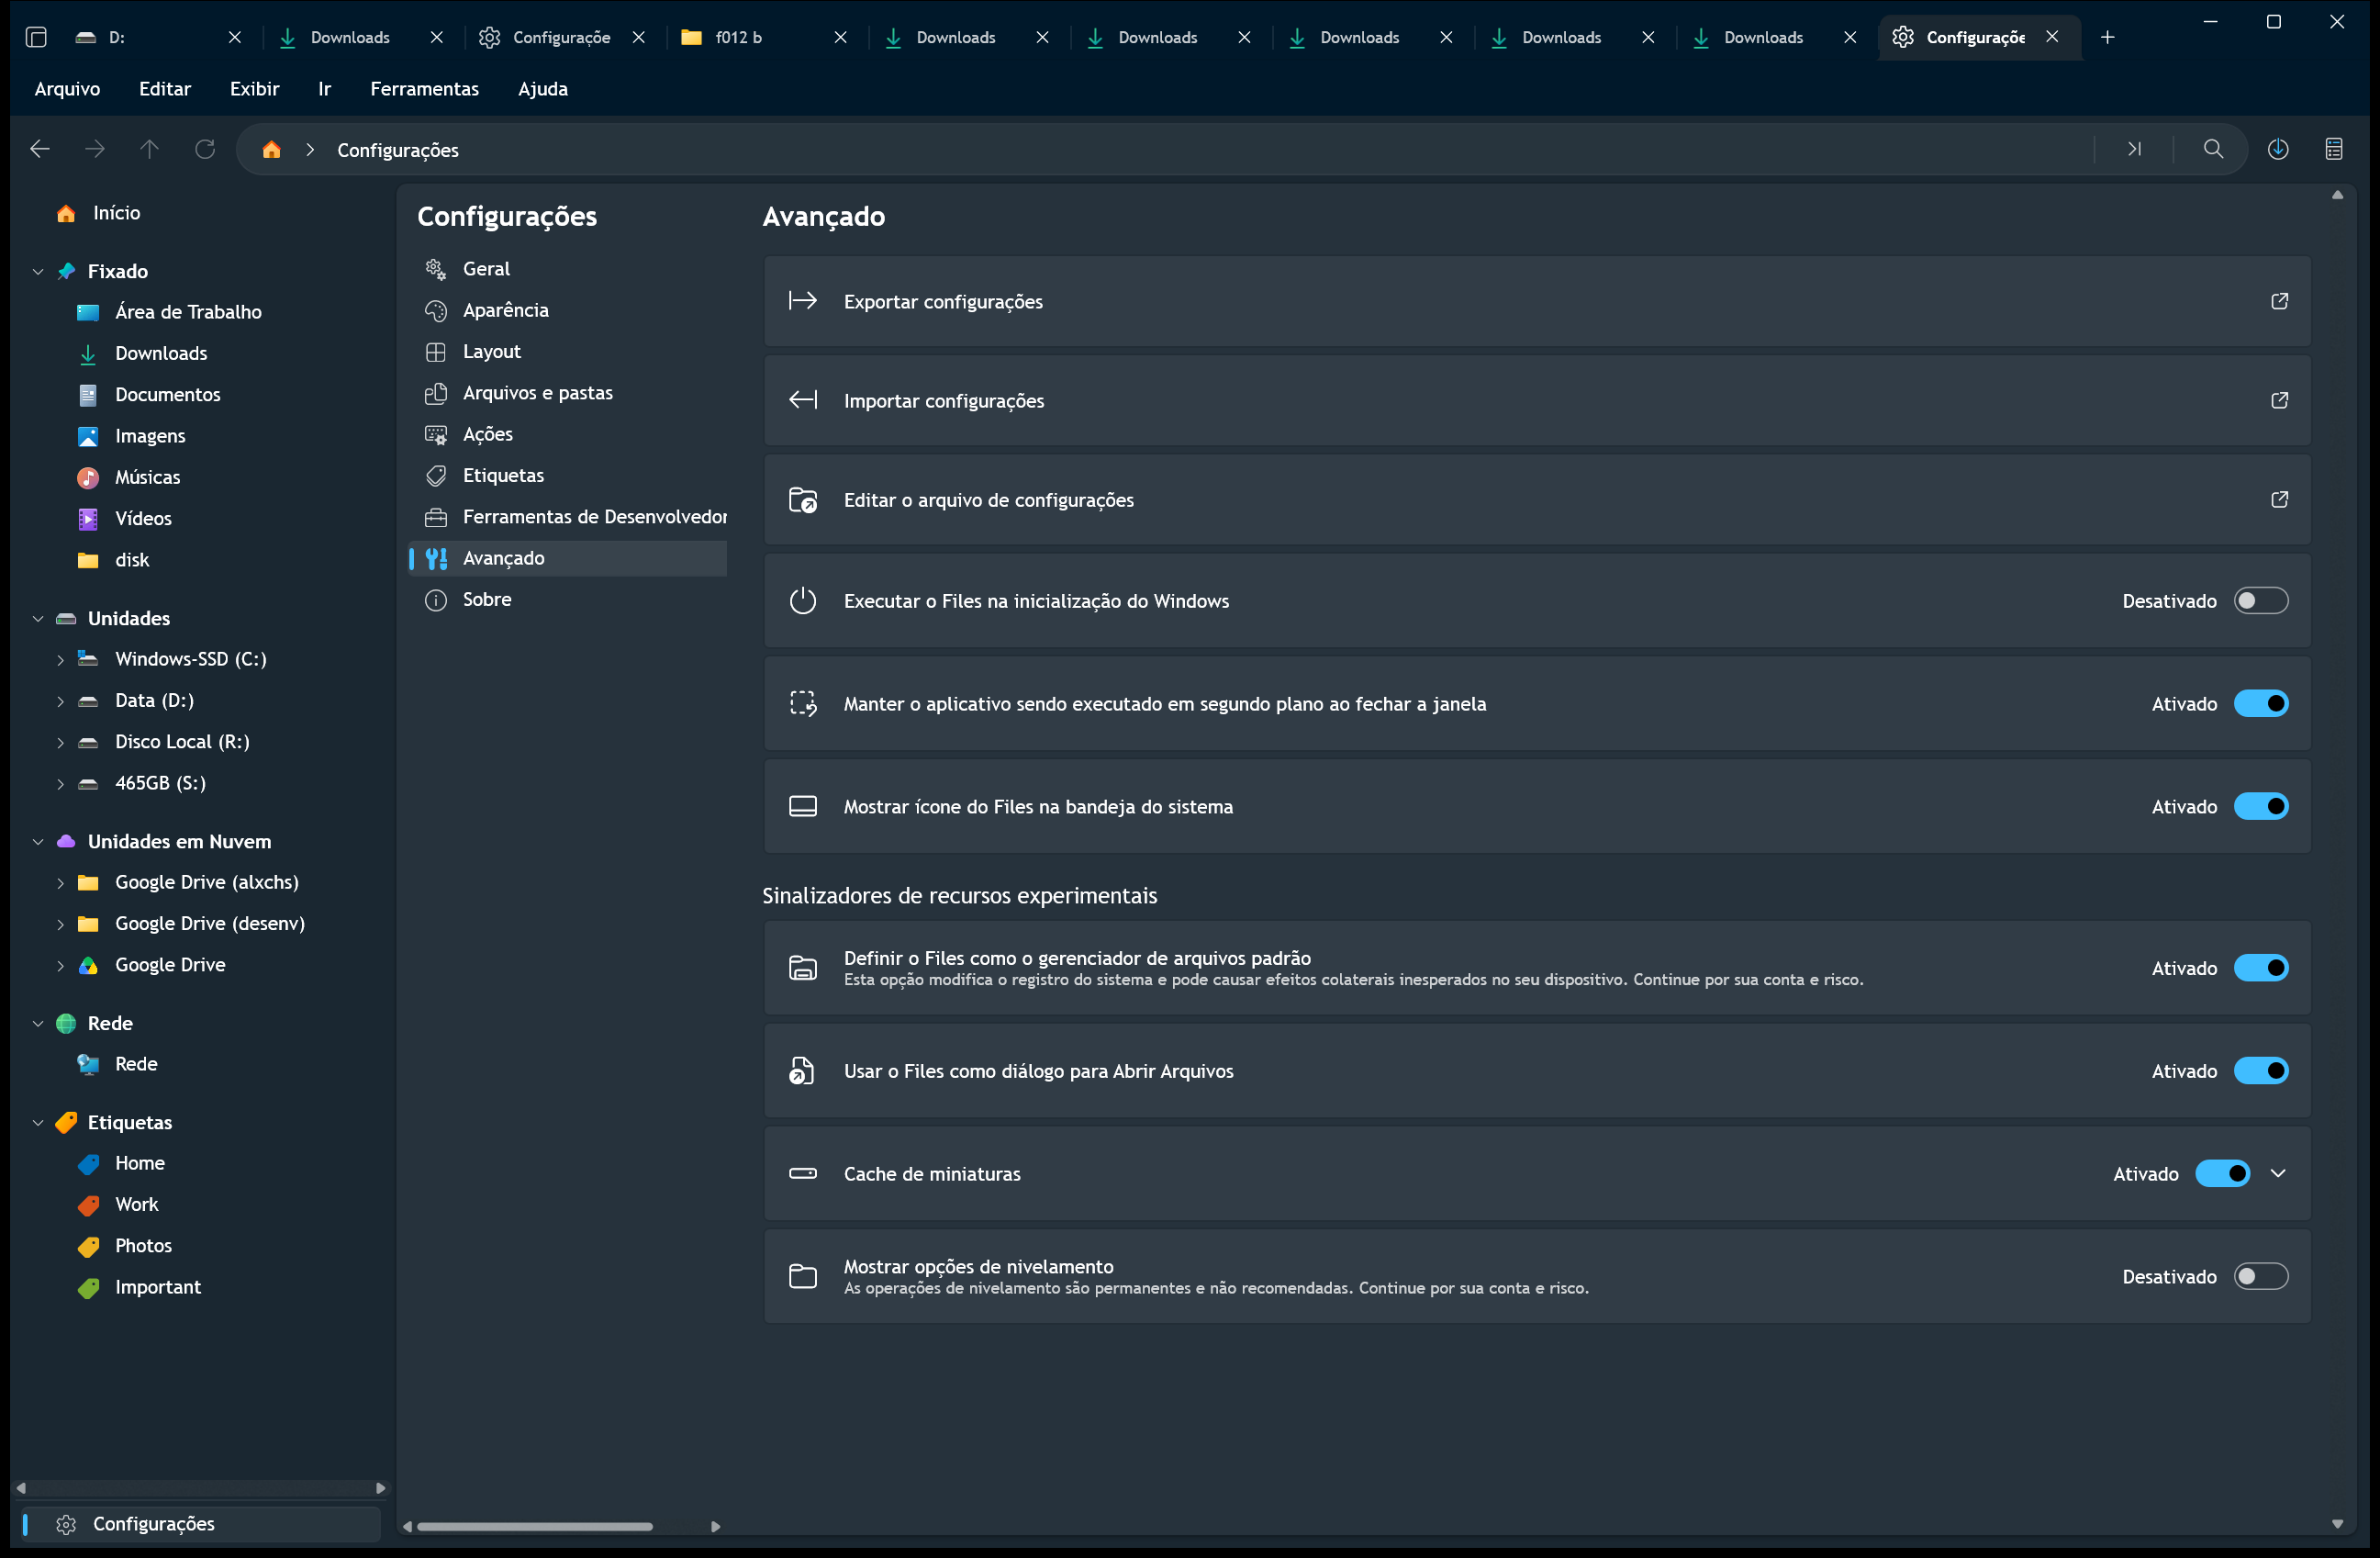 D:
Downloads
Configuraçõe
f012 b
Downloads
Downloads
Downloads
Downloads
Downloads
Configuraçõe
Arquivo Editar Exibir Ir Ferramentas Ajuda
Configurações
Início
Fixado
Área de Trabalho
Downloads
Documentos
Imagens
Músicas
Vídeos
disk
Unidades
Windows-SSD (C:)
Data (D:)
Disco Local (R:)
465GB (S:)
Unidades em Nuvem
Google Drive (alxchs)
Google Drive (desenv)
Google Drive
Rede
Rede
Etiquetas
Home
Work
Photos
Important
Configurações
Configurações
Geral
Aparência
Layout
Arquivos e pastas
Ações
Etiquetas
Ferramentas de Desenvolvedor
Avançado
Sobre
Avançado
Exportar configurações
Importar configurações
Editar o arquivo de configurações
Executar o Files na inicialização do Windows
Desativado
Manter o aplicativo sendo executado em segundo plano ao fechar a janela
Ativado
Mostrar ícone do Files na bandeja do sistema
Ativado
Sinalizadores de recursos experimentais
Definir o Files como o gerenciador de arquivos padrão
Esta opção modifica o registro do sistema e pode causar efeitos colaterais inesperados no seu dispositivo. Continue por sua conta e risco.
Ativado
Usar o Files como diálogo para Abrir Arquivos
Ativado
Cache de miniaturas
Ativado
Mostrar opções de nivelamento
As operações de nivelamento são permanentes e não recomendadas. Continue por sua conta e risco.
Desativado